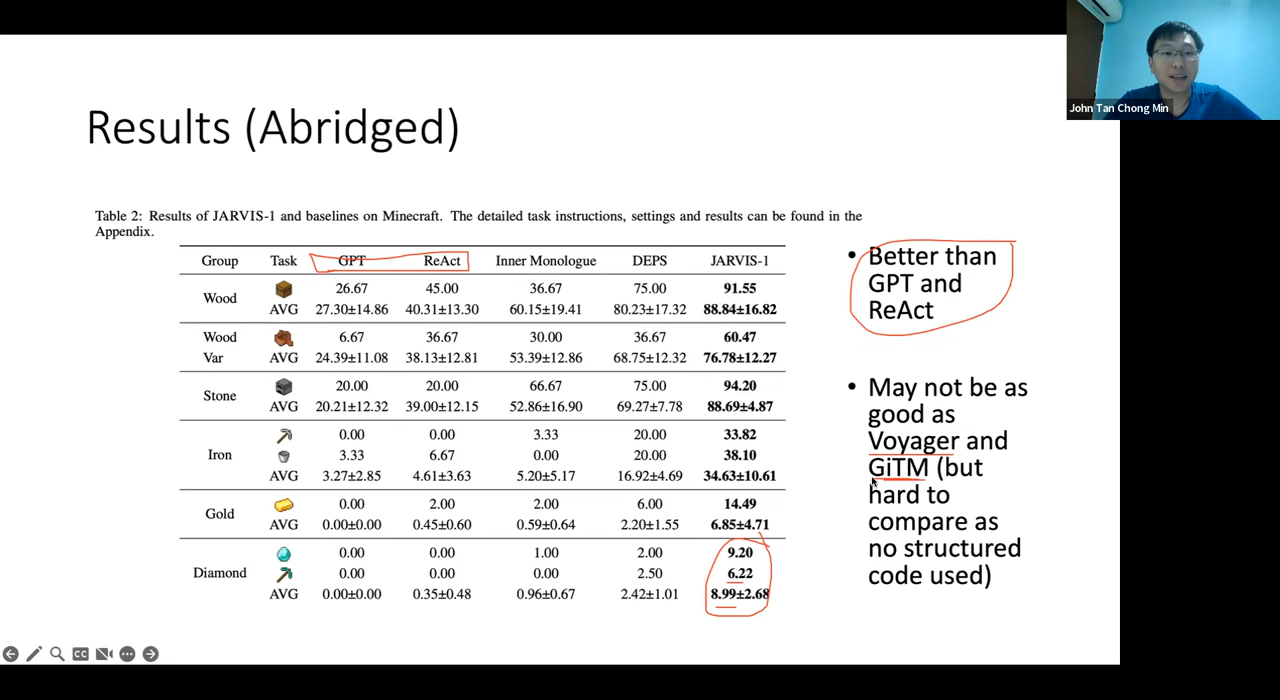 John Tan Chong Min
Results (Abridged)
Table 2: Results of JARVIS-1 and baselines on Minecraft. The detailed task instructions, settings and results can be found in the
Appendix.
Group Task GPT ReAct Inner Monologue DEPS JARVIS-1
Wood 26.67 45.00 36.67 75.00 91.55
AVG 27.30±14.86 40.31±13.30 60.15±19.41 80.23±17.32 88.84±16.82
Wood 6.67 36.67 30.00 36.67 60.47
Var AVG 24.39±11.08 38.13±12.81 53.39±12.86 68.75±12.32 76.78±12.27
Stone 20.00 20.00 66.67 75.00 94.20
AVG 20.21±12.32 39.00±12.15 52.86±16.90 69.27±7.78 88.69±4.87
0.00 0.00 3.33 20.00 33.82
Iron 3.33 6.67 0.00 20.00 38.10
AVG 3.27±2.85 4.61±3.63 5.20±5.17 16.92±4.69 34.63±10.61
Gold 0.00 2.00 2.00 6.00 14.49
AVG 0.00±0.00 0.45±0.60 0.59±0.64 2.20±1.55 6.85±4.71
0.00 0.00 1.00 2.00 9.20
Diamond 0.00 0.00 0.00 2.50 6.22
AVG 0.00±0.00 0.35±0.48 0.96±0.67 2.42±1.01 8.99±2.68
• Better than
GPT and
ReAct
• May not be as
good as
Voyager and
GiTM (but
hard to
compare as
no structured
code used)
CC